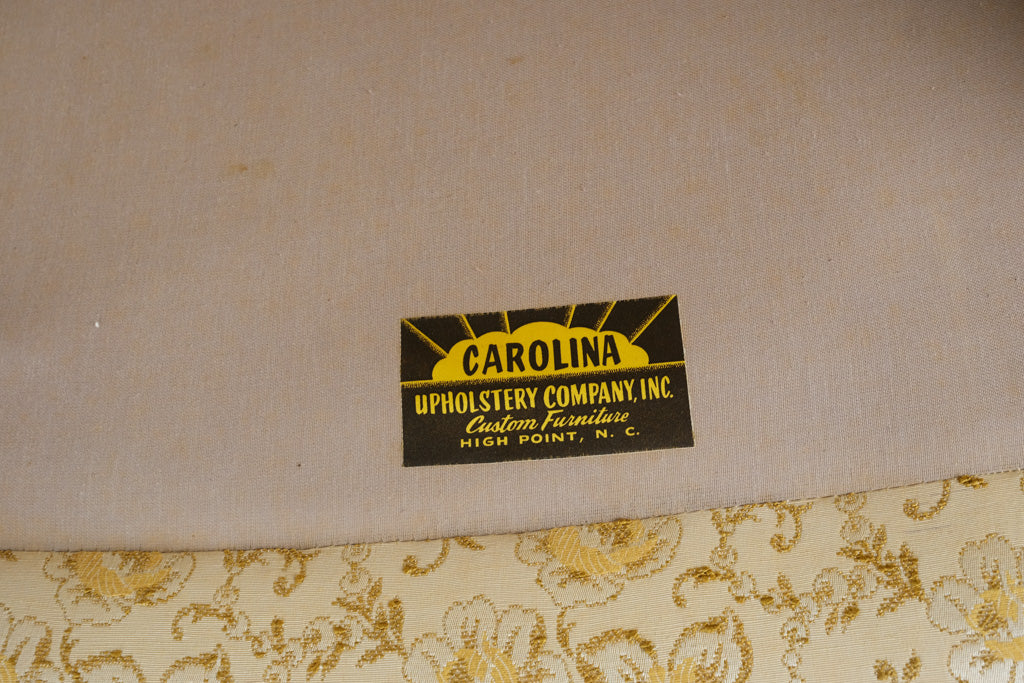 CAROLINA
UPHOLSTERY COMPANY, INC.
Custom Furniture
HIGH POINT, N. C.